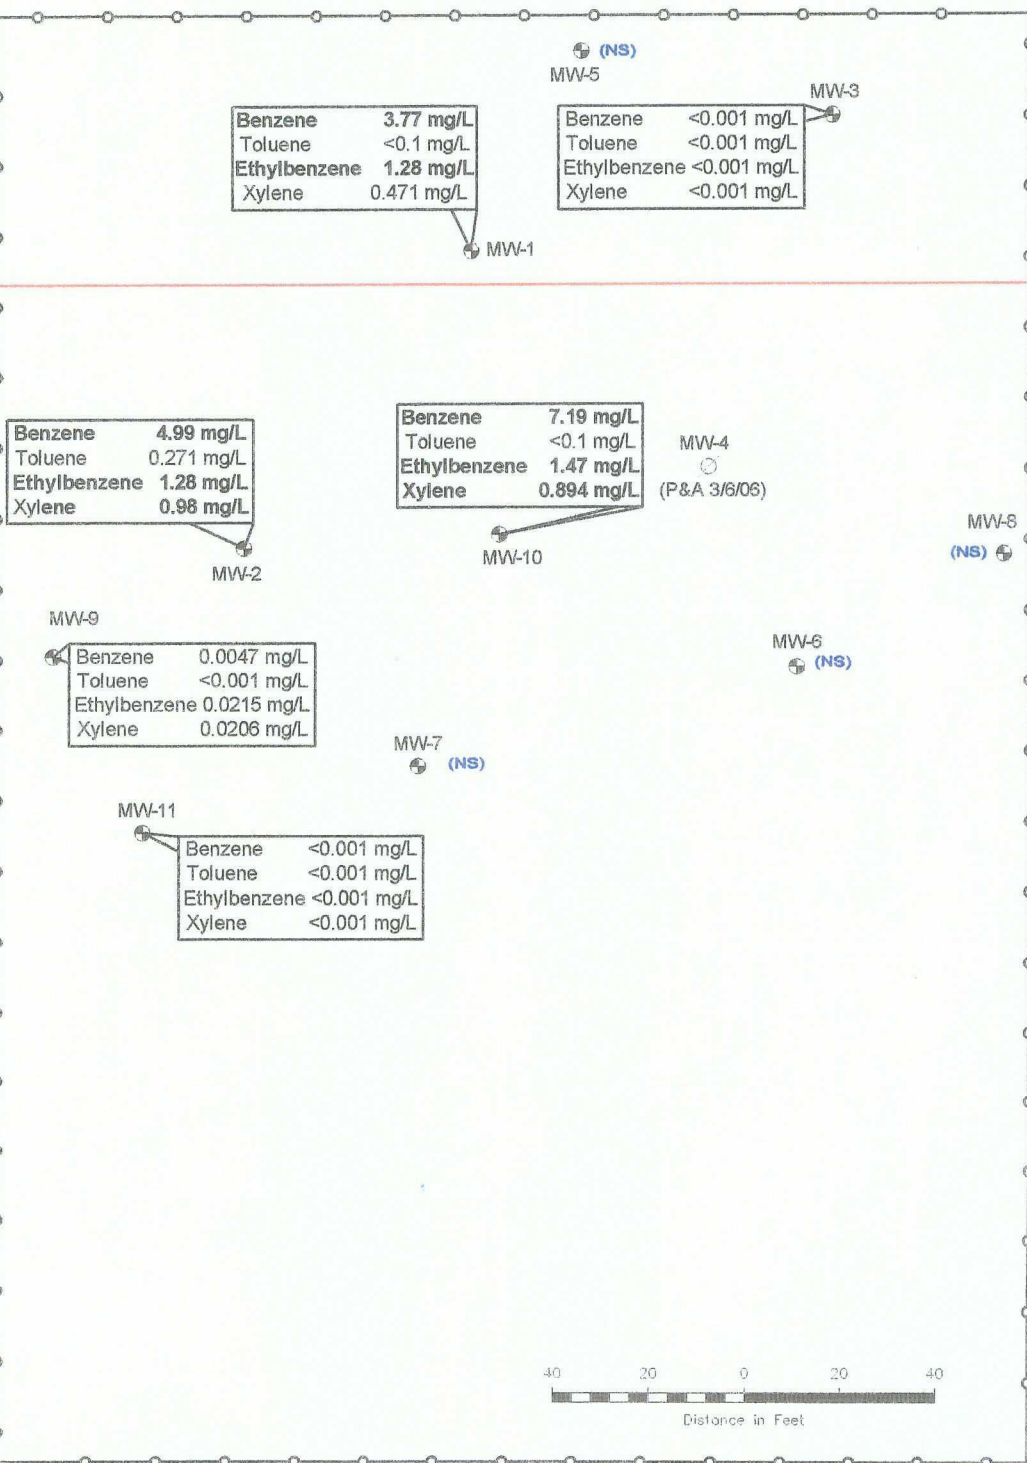 (NS)
MW-5
MW-3
Benzene 3.77 mg/L
Toluene <0.1 mg/L
Ethylbenzene 1.28 mg/L
Xylene 0.471 mg/L
Benzene <0.001 mg/L
Toluene <0.001 mg/L
Ethylbenzene <0.001 mg/L
Xylene <0.001 mg/L
MW-1
Benzene 4.99 mg/L
Toluene 0.271 mg/L
Ethylbenzene 1.28 mg/L
Xylene 0.98 mg/L
MW-2
Benzene 7.19 mg/L
Toluene <0.1 mg/L
Ethylbenzene 1.47 mg/L
Xylene 0.894 mg/L
MW-10
MW-4
(P&A 3/6/06)
MW-8
(NS)
MW-9
Benzene 0.0047 mg/L
Toluene <0.001 mg/L
Ethylbenzene 0.0215 mg/L
Xylene 0.0206 mg/L
MW-6
(NS)
MW-7
(NS)
MW-11
Benzene <0.001 mg/L
Toluene <0.001 mg/L
Ethylbenzene <0.001 mg/L
Xylene <0.001 mg/L
40 20 0 20 40
Distance in Feet